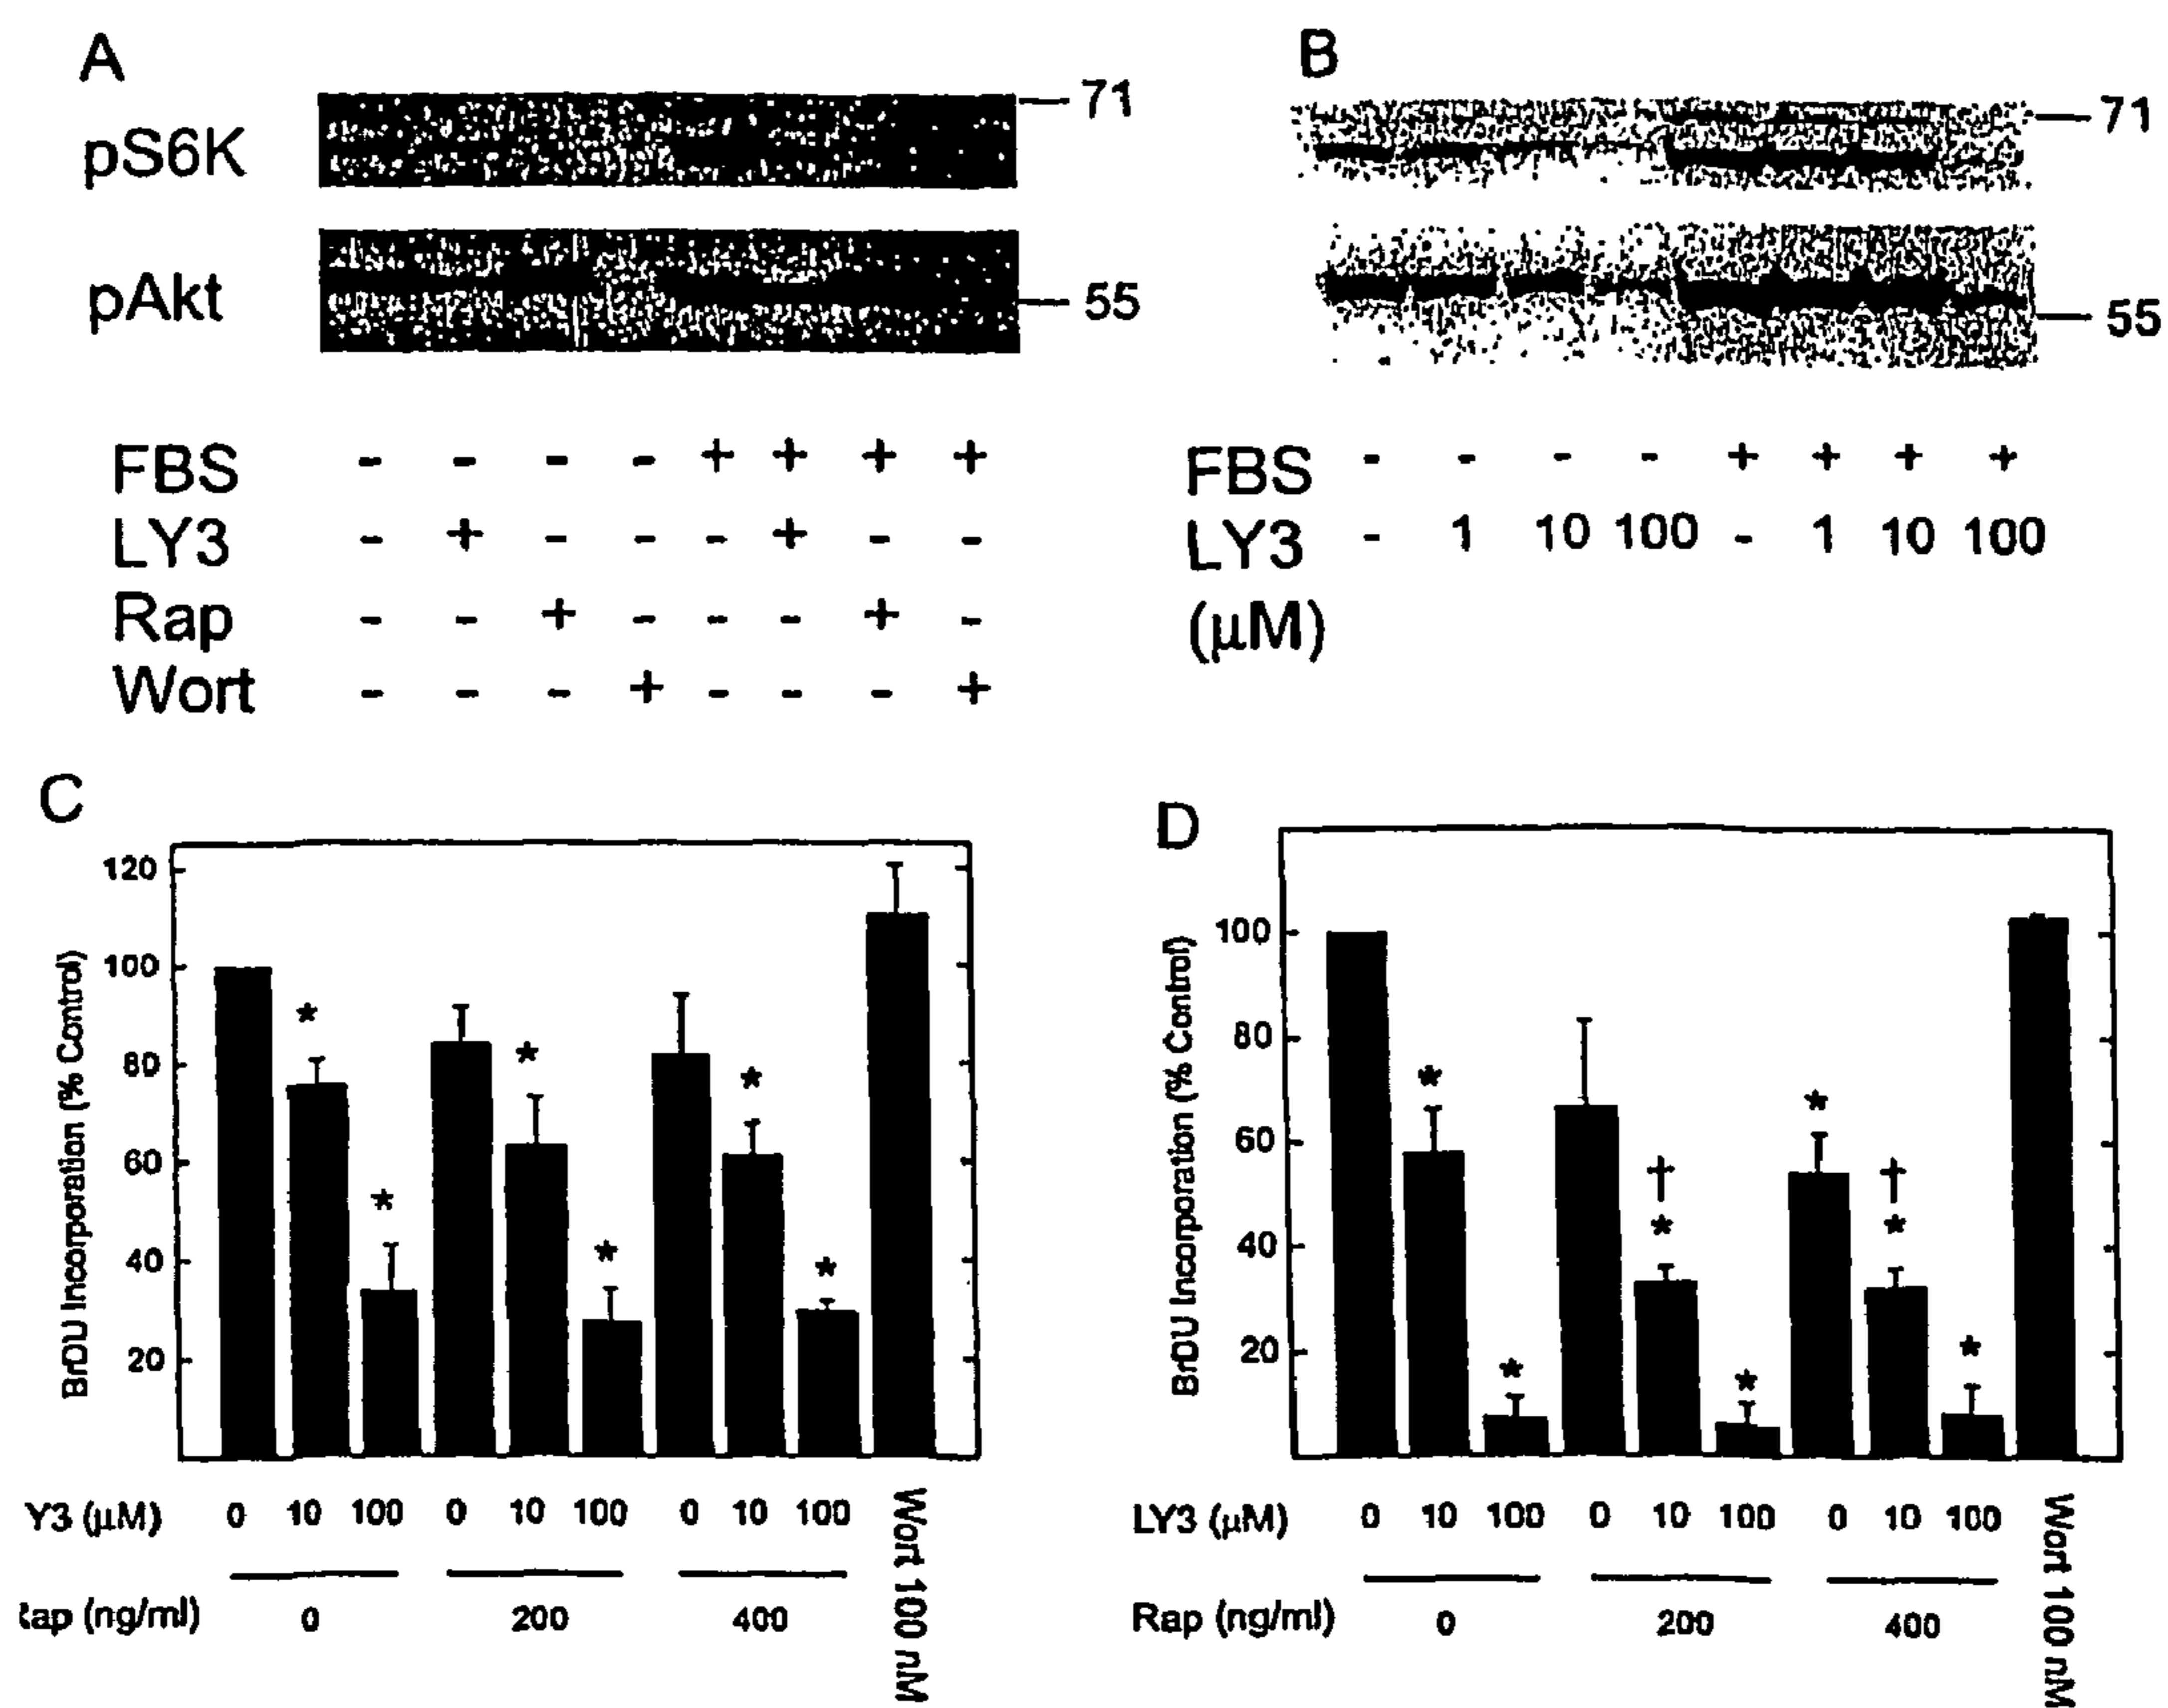 A
pS6K
71
pAkt
55
FBS - - - - + + + +
LY3 - + - - - + - -
Rap - - + - - - + -
Wort - - - + - - - +
B
71
55
FBS - - - - + + + +
LY3 - 1 10 100 - 1 10 100
(μM)
C
BrDU Incorporation (% Control)
120
100
80
60
40
20
*
*
*
*
*
*
Y3 (μM) 0 10 100 0 10 100 0 10 100
ap (ng/ml) 0 200 400
Wort 100 nM
D
BrDU Incorporation (% Control)
100
80
60
40
20
*
*
†
*
*
*
†
*
*
LY3 (μM) 0 10 100 0 10 100 0 10 100
Rap (ng/ml) 0 200 400
Wort 100 nM